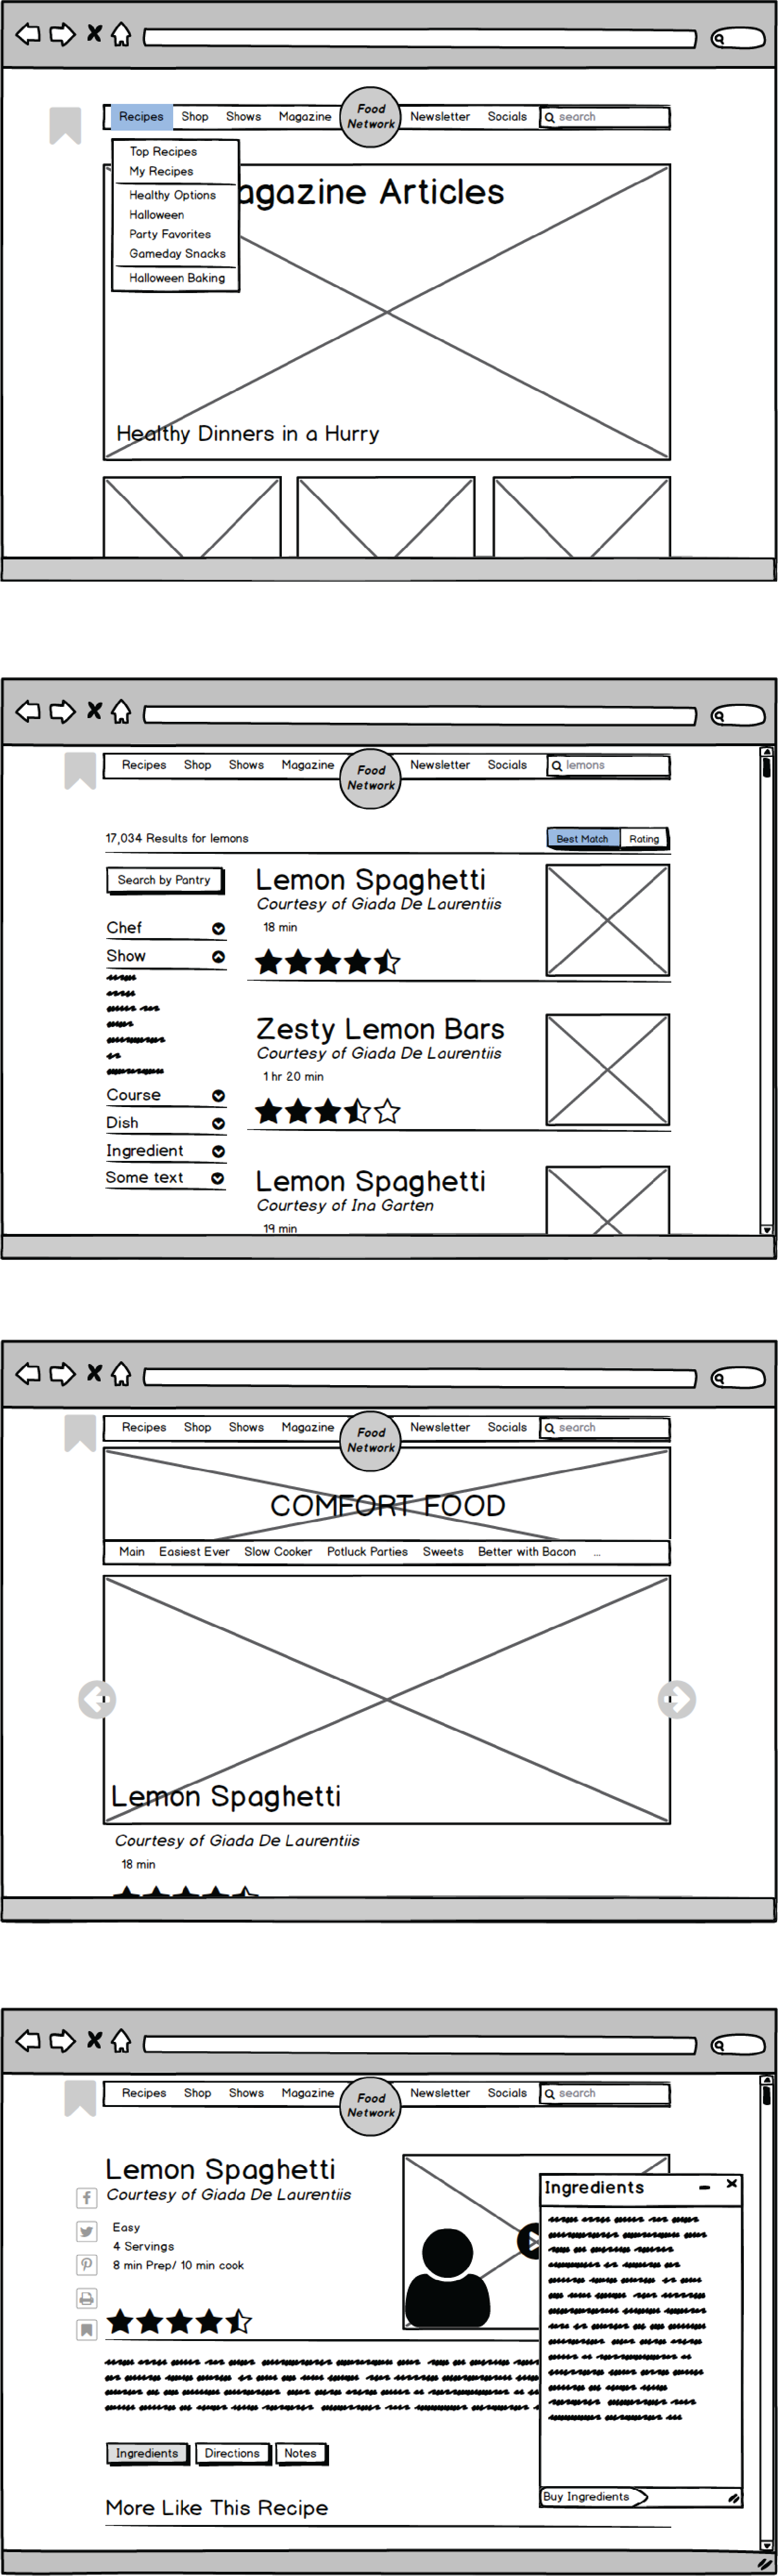 Recipes Shop Shows Magazine Food Network Newsletter Socials search
Top Recipes
My Recipes
Healthy Options
Halloween
Party Favorites
Gameday Snacks
Halloween Baking
agazine Articles
Healthy Dinners in a Hurry
Recipes Shop Shows Magazine Food Network Newsletter Socials lemons
17,034 Results for lemons Best Match Rating
Search by Pantry
Chef
Show
Course
Dish
Ingredient
Some text
Lemon Spaghetti
Courtesy of Giada De Laurentiis
18 min
Zesty Lemon Bars
Courtesy of Giada De Laurentiis
1 hr 20 min
Lemon Spaghetti
Courtesy of Ina Garten
19 min
Recipes Shop Shows Magazine Food Network Newsletter Socials search
COMFORT FOOD
Main Easiest Ever Slow Cooker Potluck Parties Sweets Better with Bacon ...
Lemon Spaghetti
Courtesy of Giada De Laurentiis
18 min
Recipes Shop Shows Magazine Food Network Newsletter Socials search
Lemon Spaghetti
Courtesy of Giada De Laurentiis
Easy
4 Servings
8 min Prep/ 10 min cook
Ingredients
Buy Ingredients
Ingredients Directions Notes
More Like This Recipe